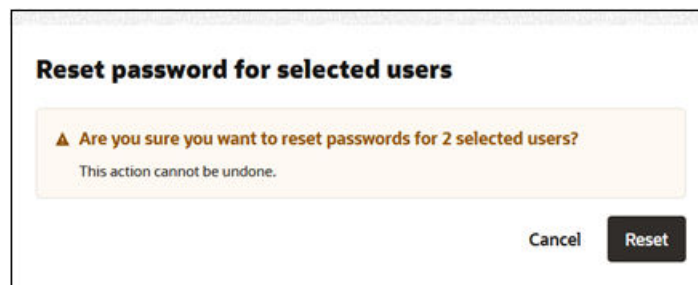 Reset password for selected users
Are you sure you want to reset passwords for 2 selected users?
This action cannot be undone.
Cancel Reset